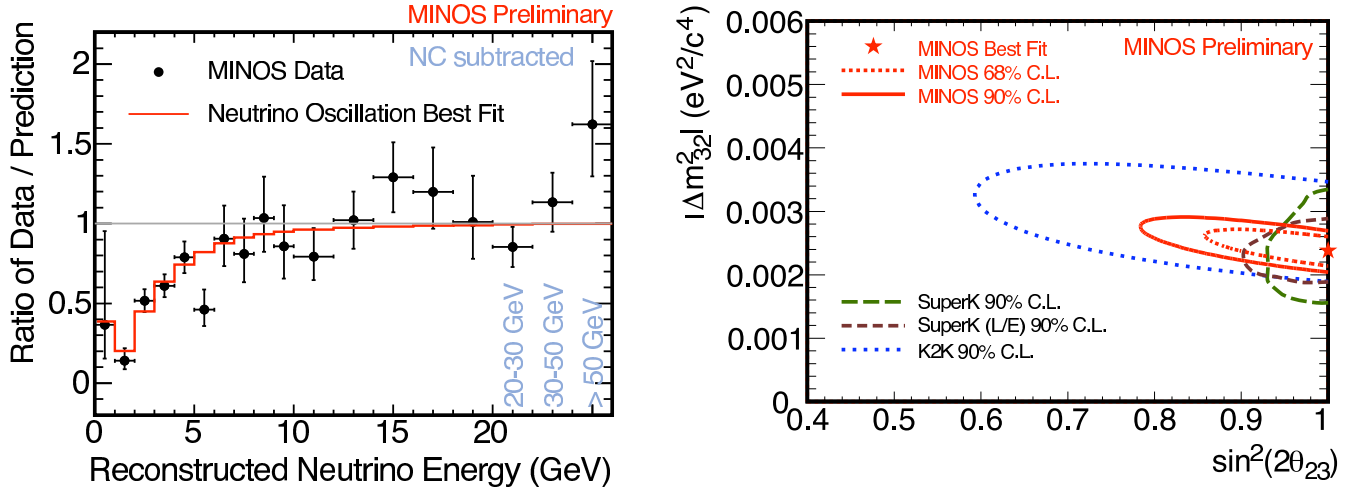 MINOS Preliminary
NC subtracted
MINOS Data
Neutrino Oscillation Best Fit
Ratio of Data / Prediction
2
1.5
1
0.5
0
20-30 GeV
30-50 GeV
> 50 GeV
0 5 10 15 20
Reconstructed Neutrino Energy (GeV)
MINOS Preliminary
MINOS Best Fit
MINOS 68% C.L.
MINOS 90% C.L.
|Δm²₃₂| (eV²/c⁴)
0.006
0.005
0.004
0.003
0.002
0.001
0
SuperK 90% C.L.
SuperK (L/E) 90% C.L.
K2K 90% C.L.
0.4 0.5 0.6 0.7 0.8 0.9 1
sin²(2θ₂₃)